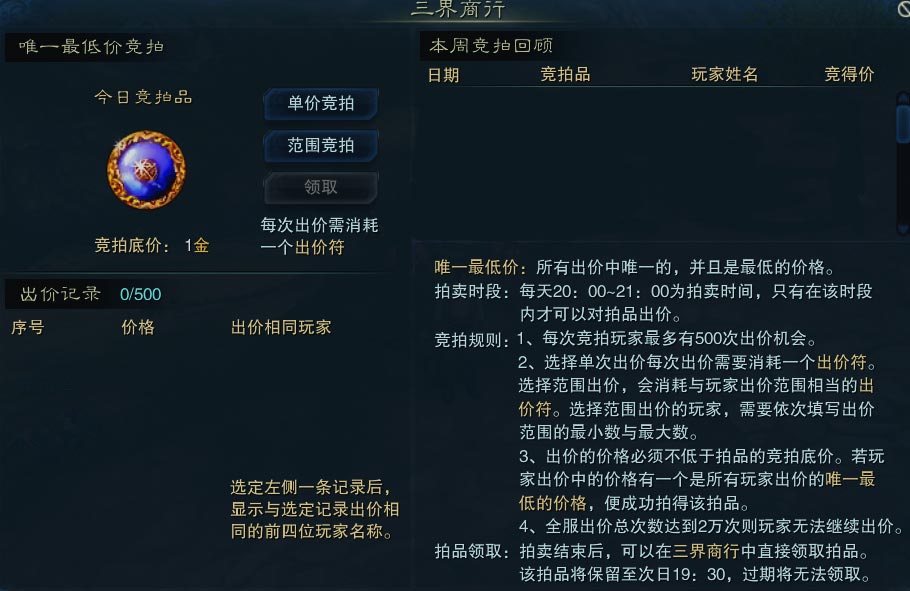 三界商行
唯一最低价竞拍
今日竞拍品
单价竞拍
范围竞拍
领取
每次出价需消耗
一个出价符
竞拍底价： 1金
出价记录 0/500
序号 价格 出价相同玩家
选定左侧一条记录后，
显示与选定记录出价相
同的前四位玩家名称。
本周竞拍回顾
日期 竞拍品 玩家姓名 竞得价
唯一最低价：所有出价中唯一的，并且是最低的价格。
拍卖时段：每天20：00~21：00为拍卖时间，只有在该时段
内才可以对拍品出价。
竞拍规则：1、每次竞拍玩家最多有500次出价机会。
2、选择单次出价每次出价需要消耗一个出价符。
选择范围出价，会消耗与玩家出价范围相当的出
价符。选择范围出价的玩家，需要依次填写出价
范围的最小数与最大数。
3、出价的价格必须不低于拍品的竞拍底价。若玩
家出价中的价格有一个是所有玩家出价的唯一最
低的价格，便成功拍得该拍品。
4、全服出价总次数达到2万次则玩家无法继续出价。
拍品领取：拍卖结束后，可以在三界商行中直接领取拍品。
该拍品将保留至次日19：30，过期将无法领取。